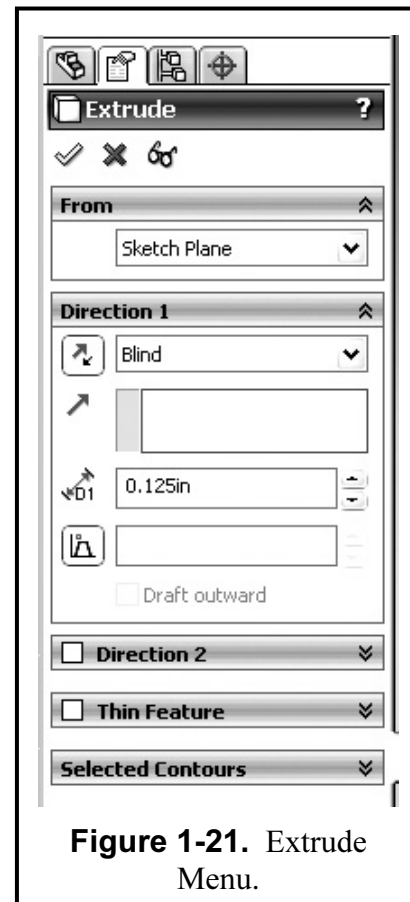 Extrude ?
From
Sketch Plane
Direction 1
Blind
D1 0.125in
Draft outward
Direction 2
Thin Feature
Selected Contours
Figure 1-21. Extrude
Menu.